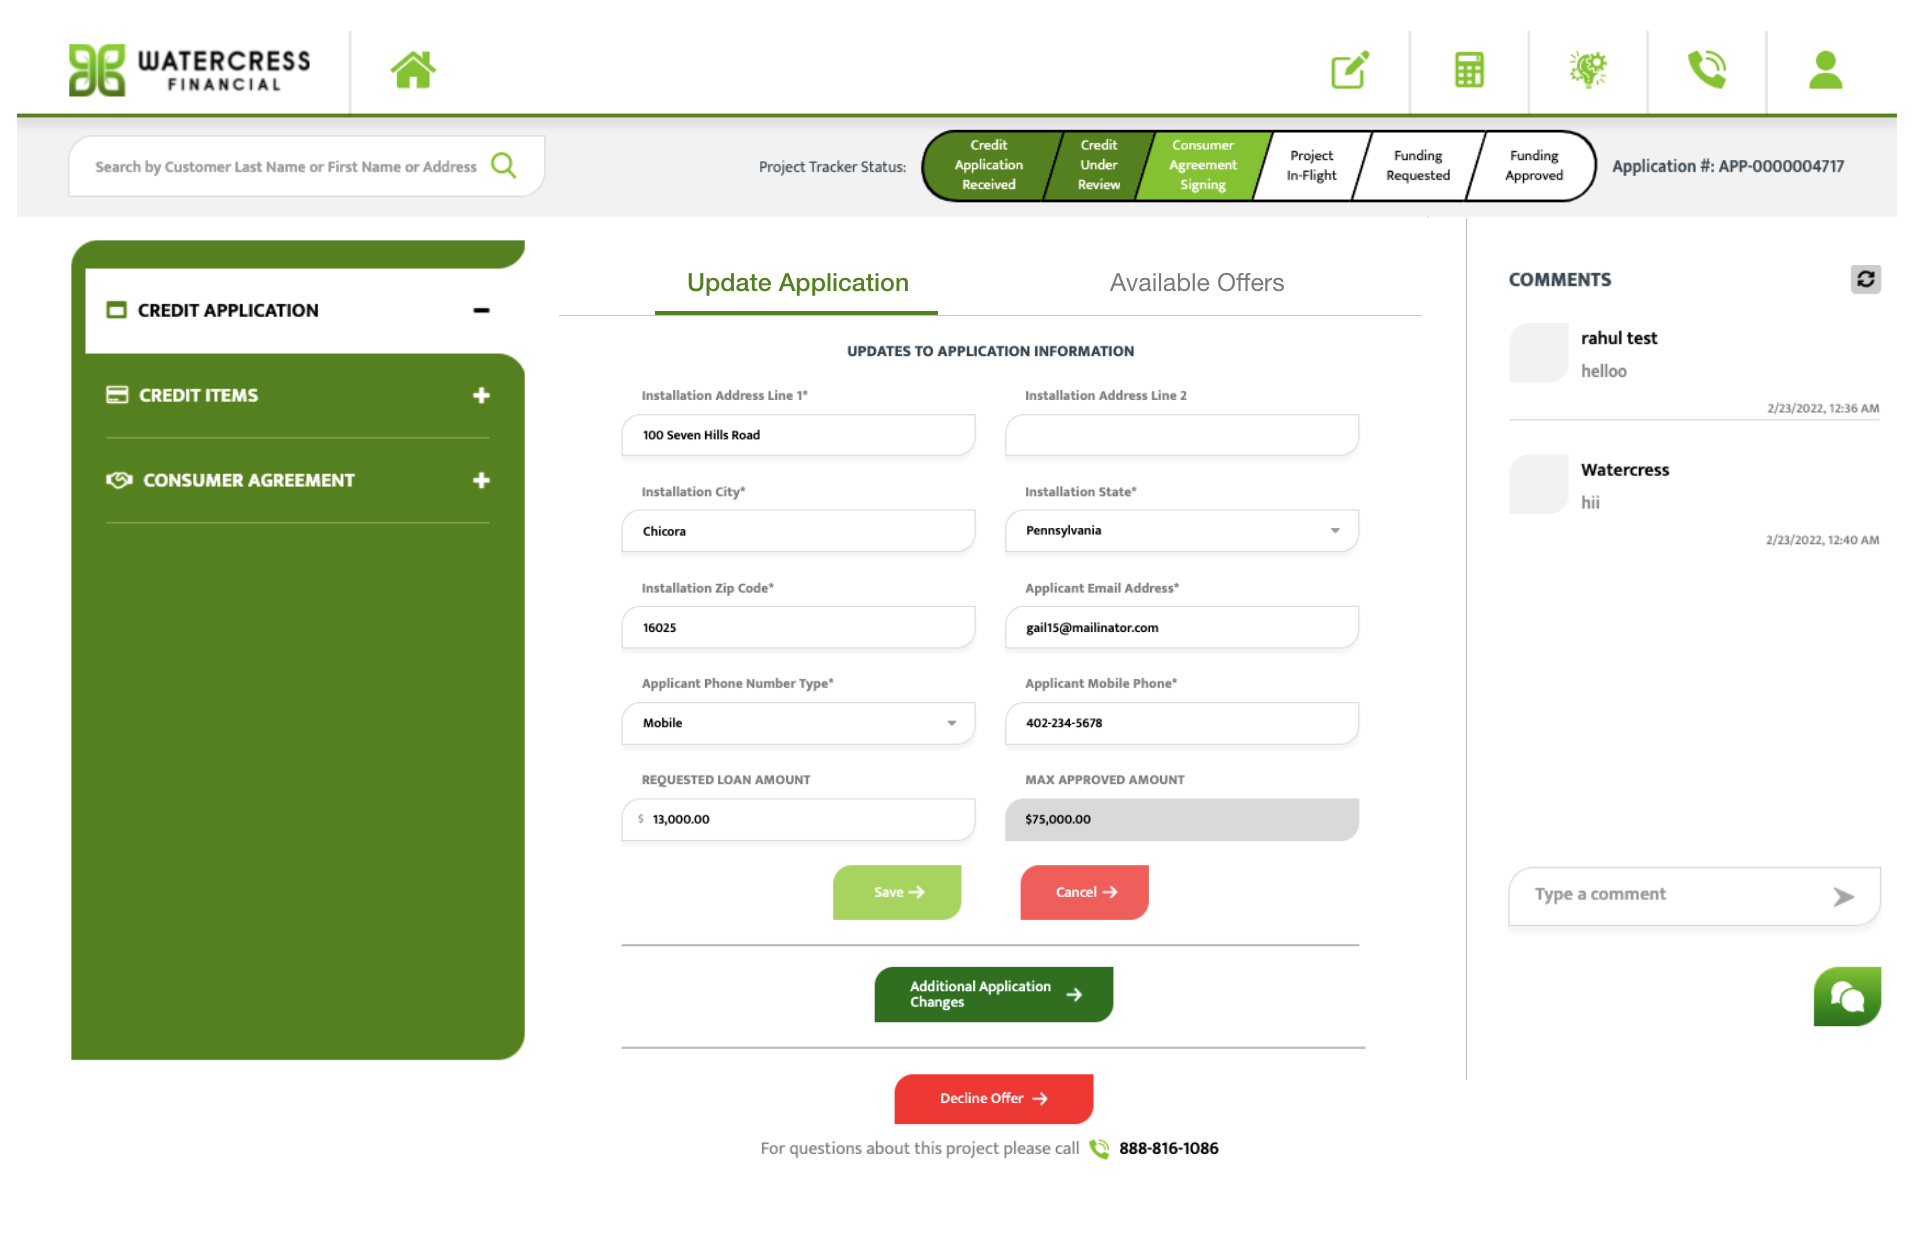 WATERCRESS
FINANCIAL
Search by Customer Last Name or First Name or Address
Project Tracker Status:
Credit
Application
Received
Credit
Under
Review
Consumer
Agreement
Signing
Project
In-Flight
Funding
Requested
Funding
Approved
Application #: APP-0000004717
CREDIT APPLICATION
CREDIT ITEMS
CONSUMER AGREEMENT
Update Application
Available Offers
UPDATES TO APPLICATION INFORMATION
Installation Address Line 1*
Installation Address Line 2
100 Seven Hills Road
Installation City*
Installation State*
Chicora
Pennsylvania
Installation Zip Code*
Applicant Email Address*
16025
gail15@mailinator.com
Applicant Phone Number Type*
Applicant Mobile Phone*
Mobile
402-234-5678
REQUESTED LOAN AMOUNT
MAX APPROVED AMOUNT
$ 13,000.00
$75,000.00
Save
Cancel
Additional Application
Changes
Decline Offer
For questions about this project please call 888-816-1086
COMMENTS
rahul test
helloo
2/23/2022, 12:36 AM
Watercress
hii
2/23/2022, 12:40 AM
Type a comment